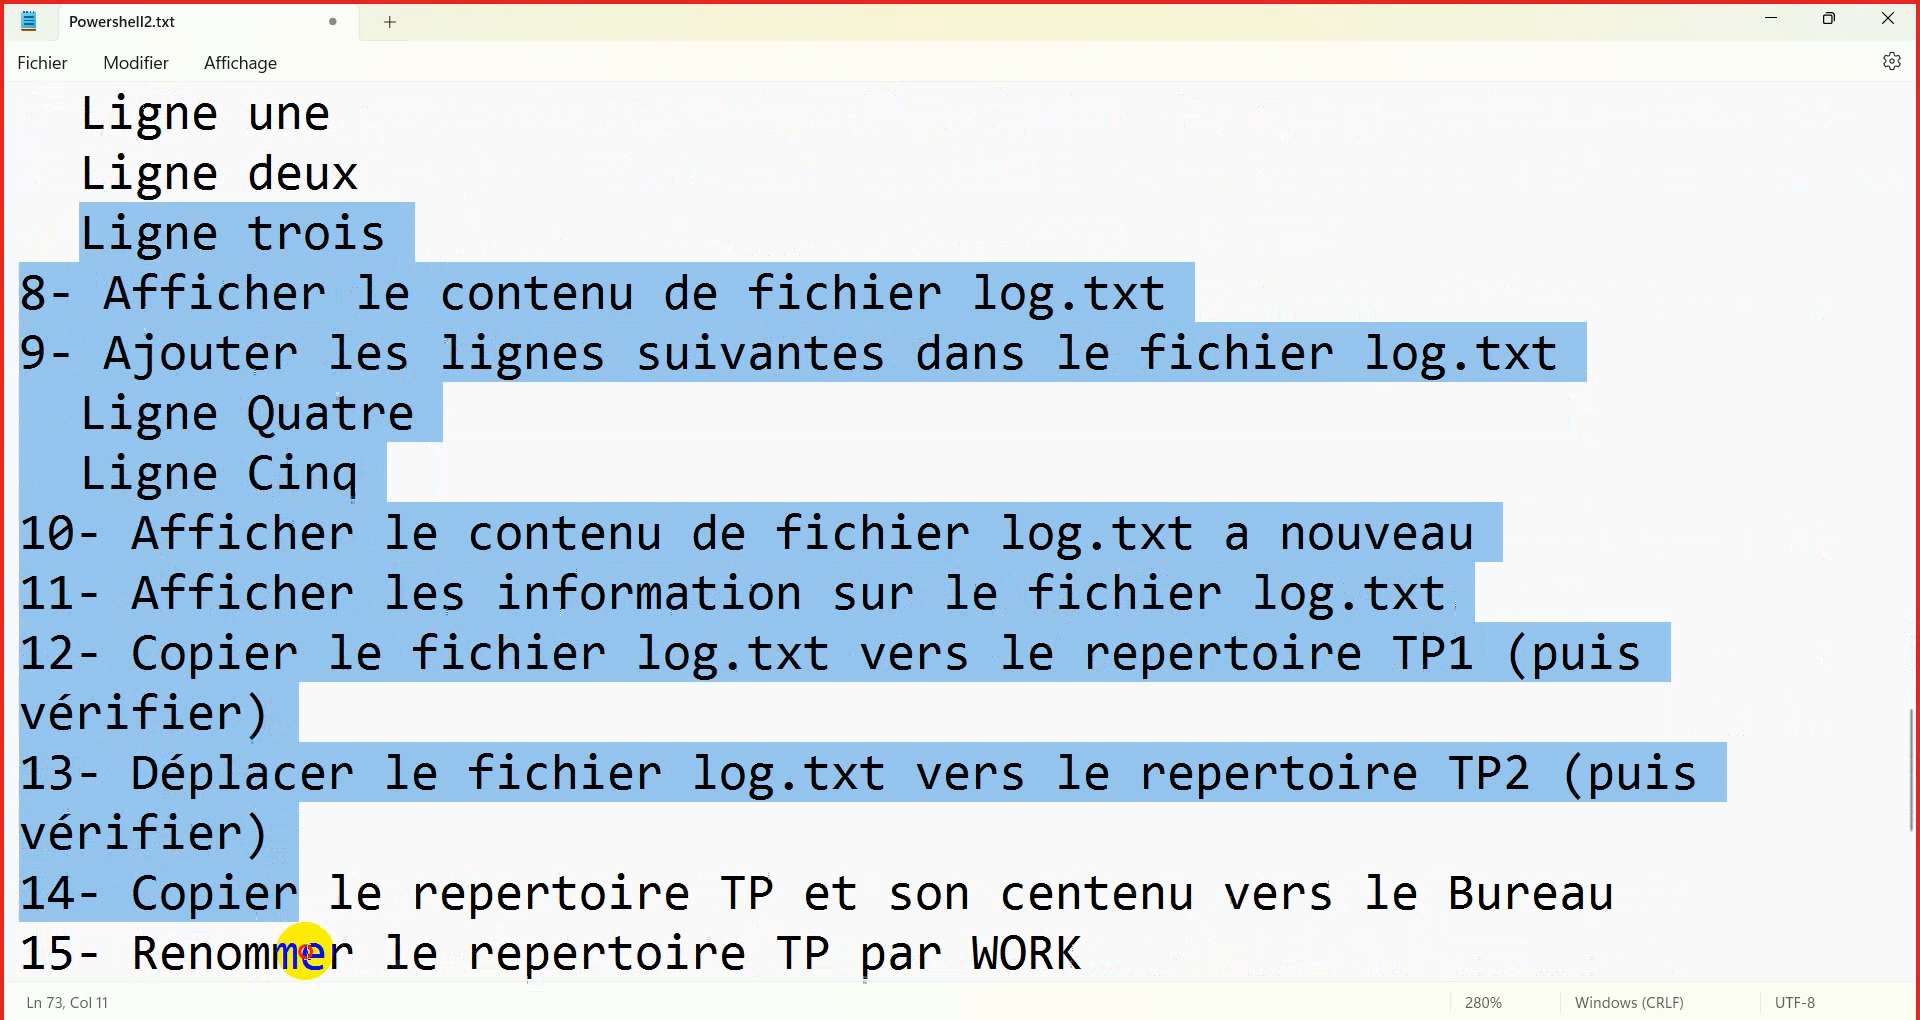 Powershell2.txt
Fichier Modifier Affichage
Ligne une
Ligne deux
Ligne trois
8- Afficher le contenu de fichier log.txt
9- Ajouter les lignes suivantes dans le fichier log.txt
Ligne Quatre
Ligne Cinq
10- Afficher le contenu de fichier log.txt a nouveau
11- Afficher les information sur le fichier log.txt
12- Copier le fichier log.txt vers le repertoire TP1 (puis
vérifier)
13- Déplacer le fichier log.txt vers le repertoire TP2 (puis
vérifier)
14- Copier le repertoire TP et son centenu vers le Bureau
15- Renommer le repertoire TP par WORK
Ln 73, Col 11 280% Windows (CRLF) UTF-8